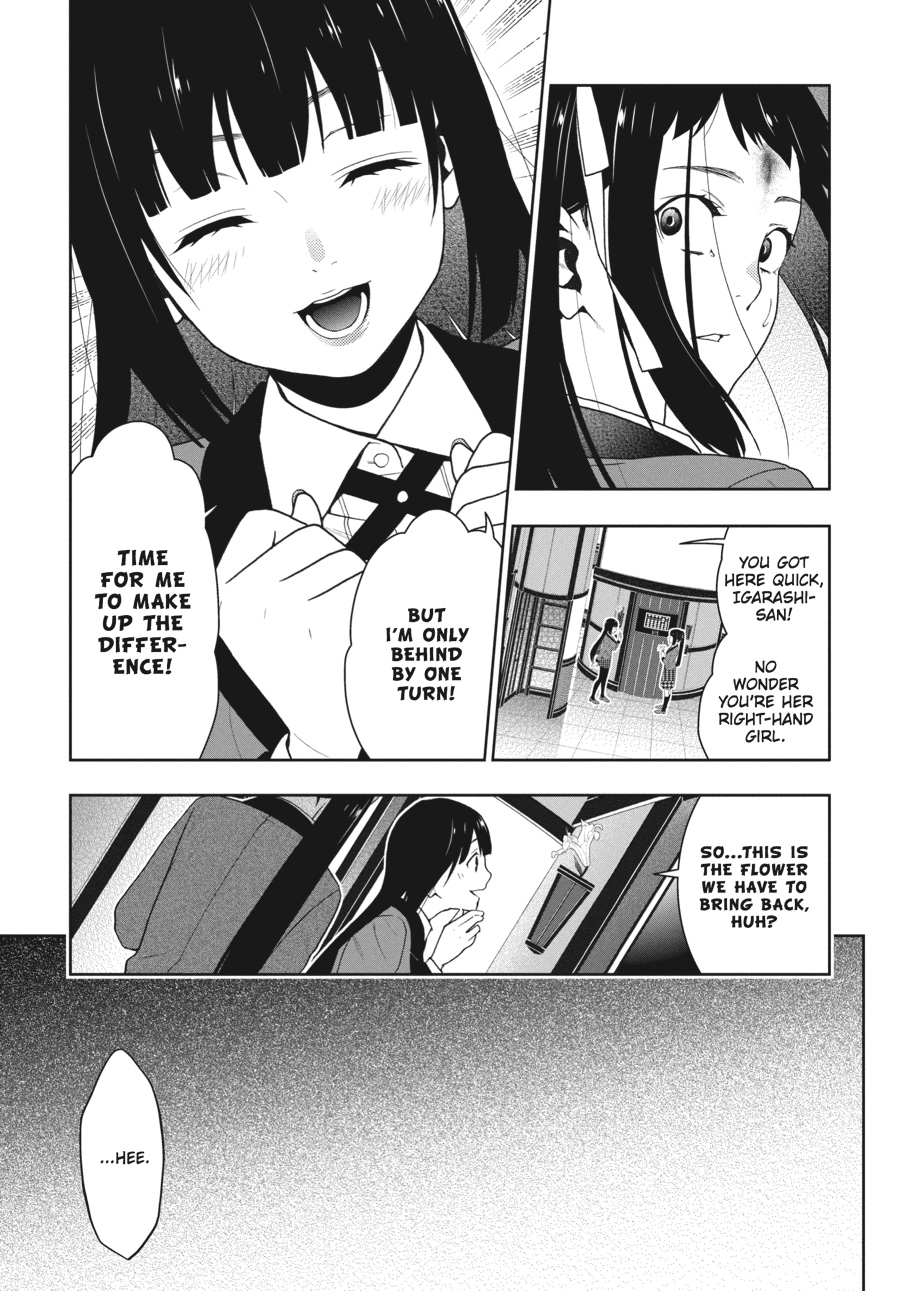 YOU GOT
HERE QUICK,
IGARASHI-
SAN!
NO
WONDER
YOU'RE HER
RIGHT-HAND
GIRL.
BUT
I'M ONLY
BEHIND
BY ONE
TURN!
TIME
FOR ME
TO MAKE
UP THE
DIFFER-
ENCE!
SO...THIS IS
THE FLOWER
WE HAVE TO
BRING BACK,
HUH?
...HEE.